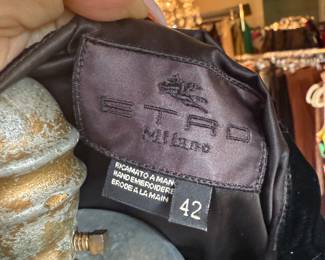 ETRO
Milano
RICAMATO A MANO
HAND EMBROIDERED
BRODE A LA MAIN
42